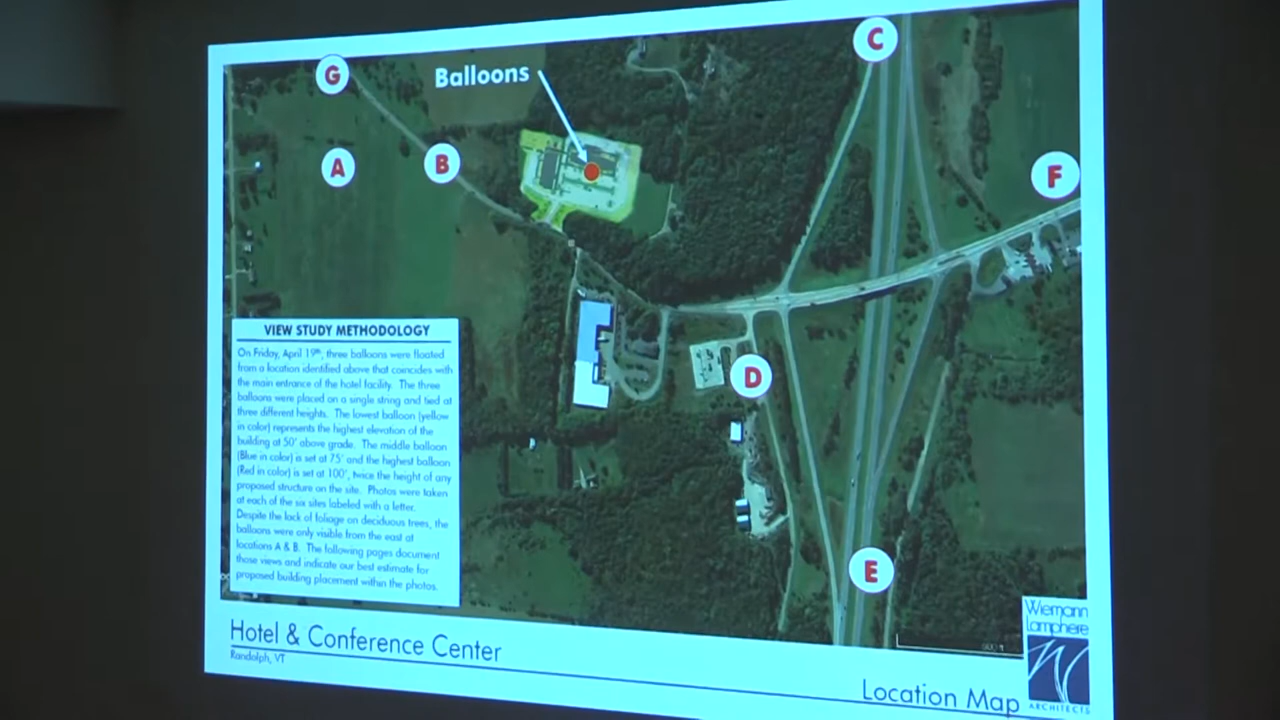 G
Balloons
C
A
B
F
VIEW STUDY METHODOLOGY
On Friday, April 19th, three balloons were floated
from a location identified above that coincides with
the main entrance of the hotel facility. The three
balloons were placed on a single string and tied at
three different heights. The lowest balloon (yellow
in color) represents the highest elevation of the
building at 50' above grade. The middle balloon
(Blue in color) is set at 75' and the highest balloon
(Red in color) is set at 100', twice the height of any
proposed structure on the site. Photos were taken
at each of the six sites labeled with a letter.
Despite the lack of foliage on deciduous trees, the
balloons were only visible from the east at
locations A & B. The following pages document
those views and indicate our best estimate for
proposed building placement within the photos.
D
E
Hotel & Conference Center
Randolph, VT
Location Map
Wiemann
Lamphere
ARCHITECTS